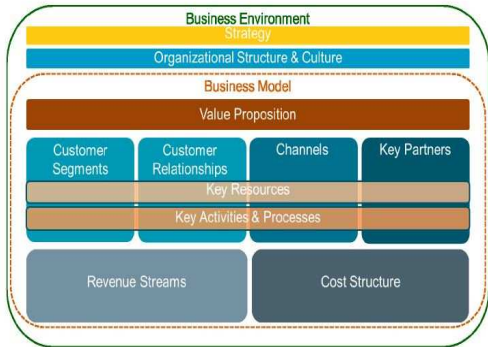 Business Environment
Strategy
Organizational Structure & Culture
Business Model
Value Proposition
Customer
Segments
Customer
Relationships
Channels
Key Partners
Key Resources
Key Activities & Processes
Revenue Streams
Cost Structure